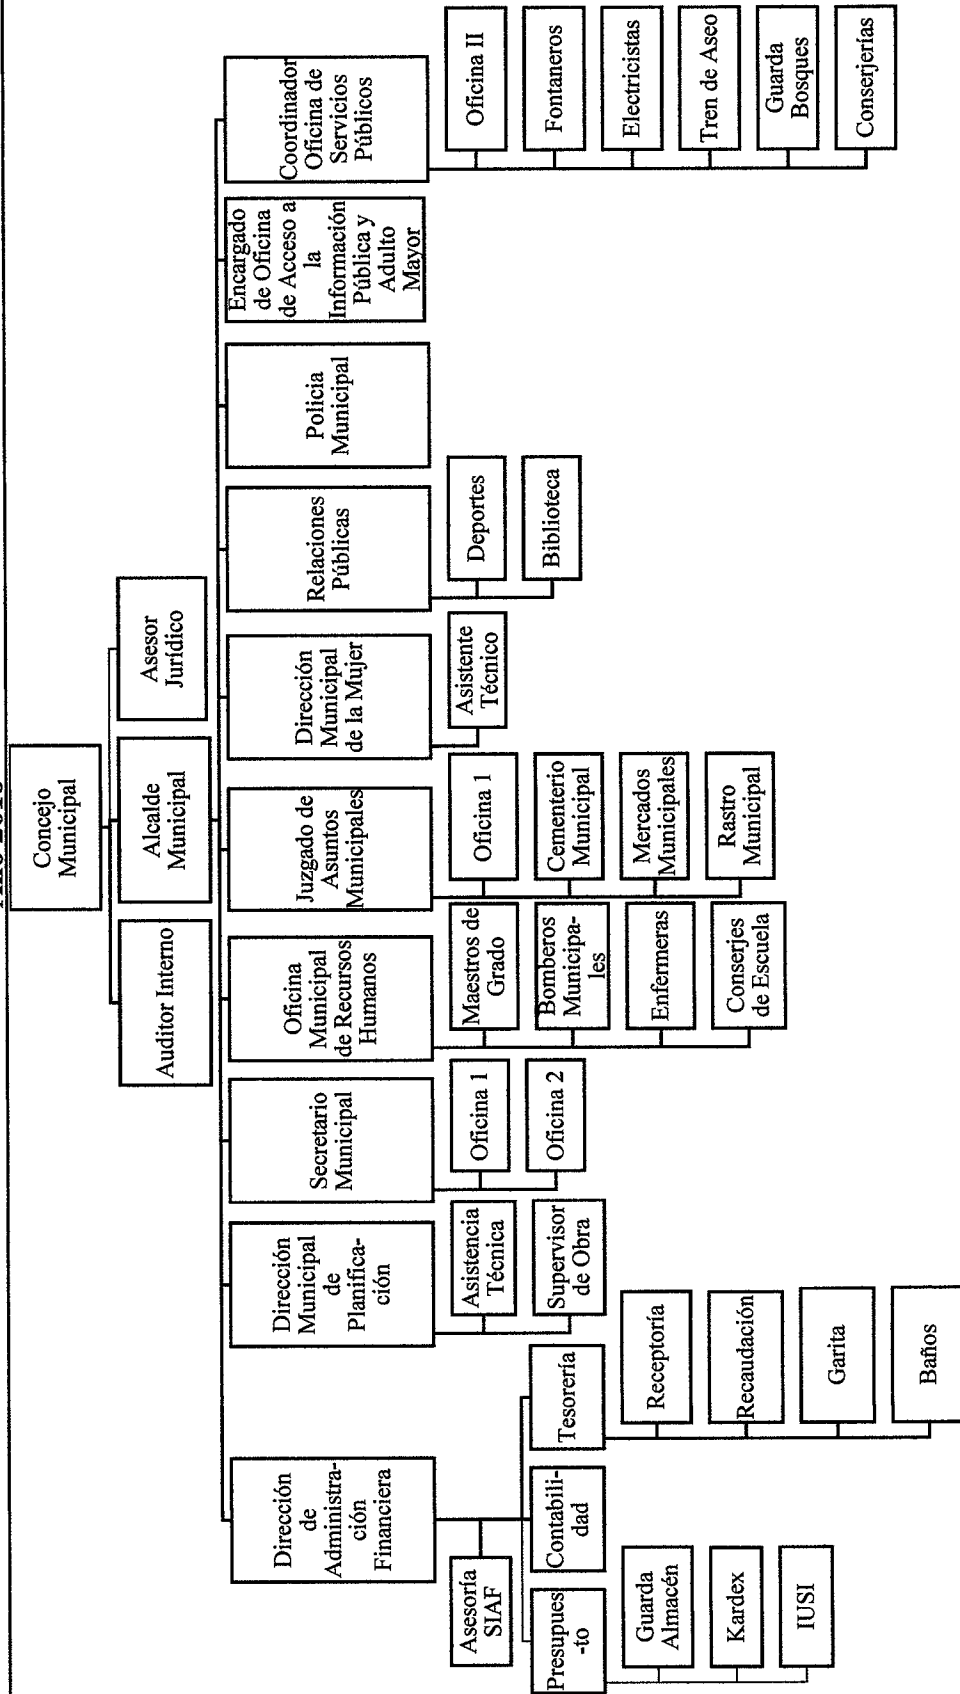 Concejo
Municipal
Auditor Interno
Alcalde
Municipal
Asesor
Jurídico
Dirección
de
Administra-
ción
Financiera
Dirección
Municipal
de
Planifica-
ción
Secretario
Municipal
Oficina
Municipal
de Recursos
Humanos
Juzgado de
Asuntos
Municipales
Dirección
Municipal
de la Mujer
Relaciones
Públicas
Policia
Municipal
Encargado
de Oficina
de Acceso a
la
Información
Pública y
Adulto
Mayor
Coordinador
Oficina de
Servicios
Públicos
Asesoría
SIAF
Presupues
-to
Contabili-
dad
Tesorería
Guarda
Almacén
Kardex
IUSI
Receptoría
Recaudación
Garita
Baños
Asistencia
Técnica
Supervisor
de Obra
Oficina 1
Oficina 2
Maestros de
Grado
Bomberos
Municipa-
les
Enfermeras
Conserjes
de Escuela
Oficina 1
Cementerio
Municipal
Mercados
Municipales
Rastro
Municipal
Asistente
Técnico
Deportes
Biblioteca
Oficina II
Fontaneros
Electricistas
Tren de Aseo
Guarda
Bosques
Conserjerías